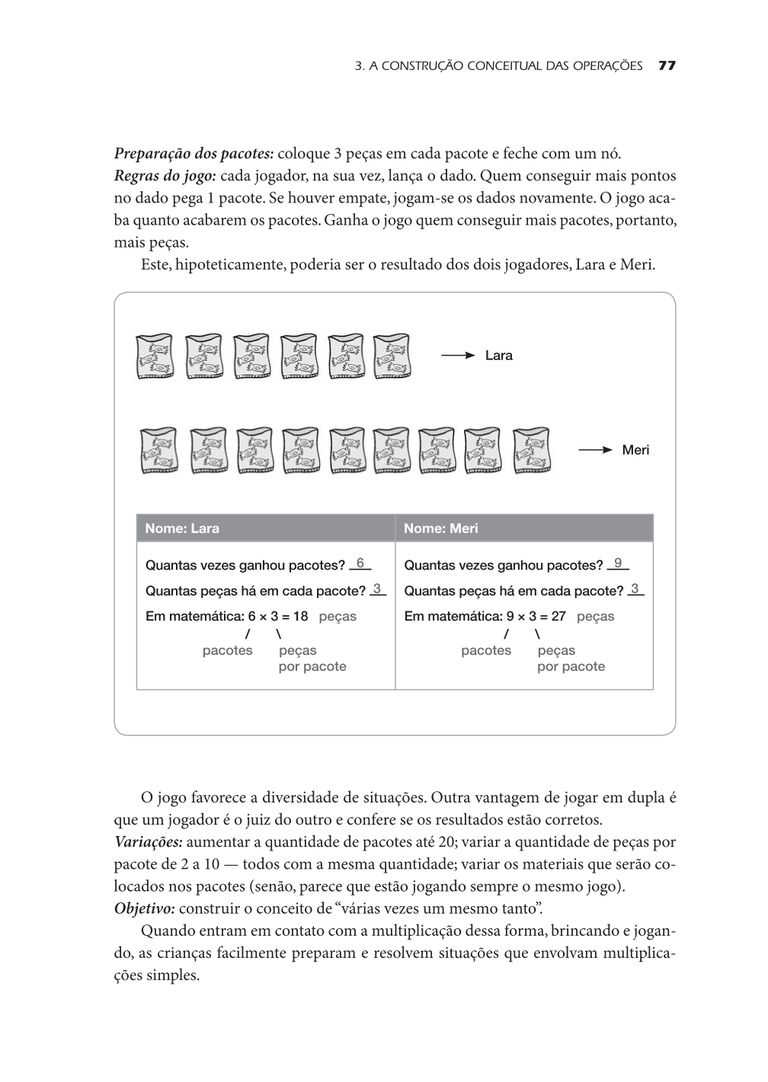 3. A CONSTRUÇÃO CONCEITUAL DAS OPERAÇÕES 77
Preparação dos pacotes: coloque 3 peças em cada pacote e feche com um nó.
Regras do jogo: cada jogador, na sua vez, lança o dado. Quem conseguir mais pontos
no dado pega 1 pacote. Se houver empate, jogam-se os dados novamente. O jogo aca-
ba quanto acabarem os pacotes. Ganha o jogo quem conseguir mais pacotes, portanto,
mais peças.
Este, hipoteticamente, poderia ser o resultado dos dois jogadores, Lara e Meri.
Lara
Meri
Nome: Lara
Quantas vezes ganhou pacotes? 6
Quantas peças há em cada pacote? 3
Em matemática: 6 × 3 = 18 peças
/ \
pacotes peças
por pacote
Nome: Meri
Quantas vezes ganhou pacotes? 9
Quantas peças há em cada pacote? 3
Em matemática: 9 × 3 = 27 peças
/ \
pacotes peças
por pacote
O jogo favorece a diversidade de situações. Outra vantagem de jogar em dupla é
que um jogador é o juiz do outro e confere se os resultados estão corretos.
Variações: aumentar a quantidade de pacotes até 20; variar a quantidade de peças por
pacote de 2 a 10 — todos com a mesma quantidade; variar os materiais que serão co-
locados nos pacotes (senão, parece que estão jogando sempre o mesmo jogo).
Objetivo: construir o conceito de “várias vezes um mesmo tanto”.
Quando entram em contato com a multiplicação dessa forma, brincando e jogan-
do, as crianças facilmente preparam e resolvem situações que envolvam multiplica-
ções simples.